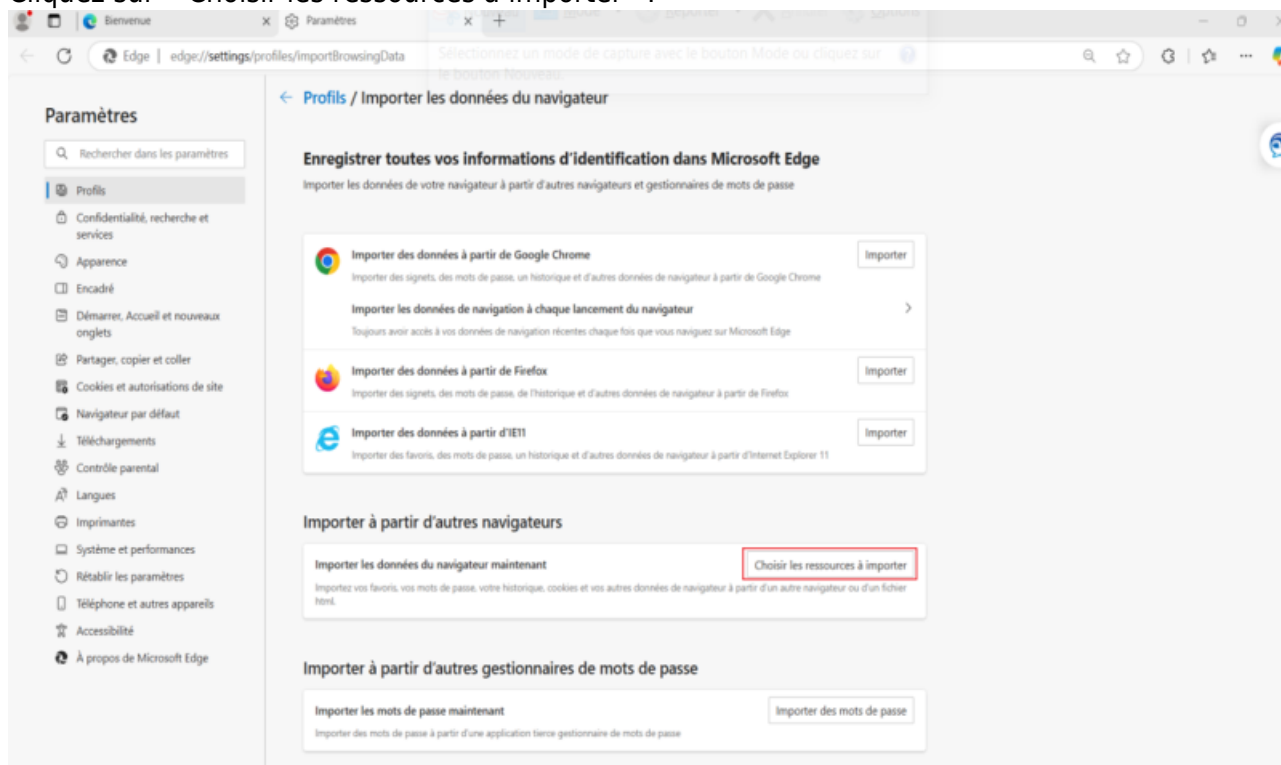 Cliquez sur « Choisir les ressources à importer » :
Bienvenue
Paramètres
Sélectionnez un mode de capture avec le bouton Mode ou cliquez sur
le bouton Nouveau.
Edge | edge://settings/profiles/importBrowsingData
Paramètres
Rechercher dans les paramètres
Profils
Confidentialité, recherche et
services
Apparence
Encadré
Démarrer, Accueil et nouveaux
onglets
Partager, copier et coller
Cookies et autorisations de site
Navigateur par défaut
Téléchargements
Contrôle parental
Langues
Imprimantes
Système et performances
Rétablir les paramètres
Téléphone et autres appareils
Accessibilité
À propos de Microsoft Edge
Profils / Importer les données du navigateur
Enregistrer toutes vos informations d'identification dans Microsoft Edge
Importer les données de votre navigateur à partir d'autres navigateurs et gestionnaires de mots de passe
Importer des données à partir de Google Chrome
Importer
Importer des signets, des mots de passe, un historique et d'autres données de navigateur à partir de Google Chrome
Importer les données de navigation à chaque lancement du navigateur
Toujours avoir accès à vos données de navigation récentes chaque fois que vous naviguez sur Microsoft Edge
Importer des données à partir de Firefox
Importer
Importer des signets, des mots de passe, de l'historique et d'autres données de navigateur à partir de Firefox
Importer des données à partir d'IE11
Importer
Importer des favoris, des mots de passe, un historique et d'autres données de navigateur à partir d'Internet Explorer 11
Importer à partir d'autres navigateurs
Importer les données du navigateur maintenant
Choisir les ressources à importer
Importez vos favoris, vos mots de passe, votre historique, cookies et vos autres données de navigateur à partir d'un autre navigateur ou d'un fichier
html.
Importer à partir d'autres gestionnaires de mots de passe
Importer les mots de passe maintenant
Importer des mots de passe
Importer des mots de passe à partir d'une application tierce gestionnaire de mots de passe